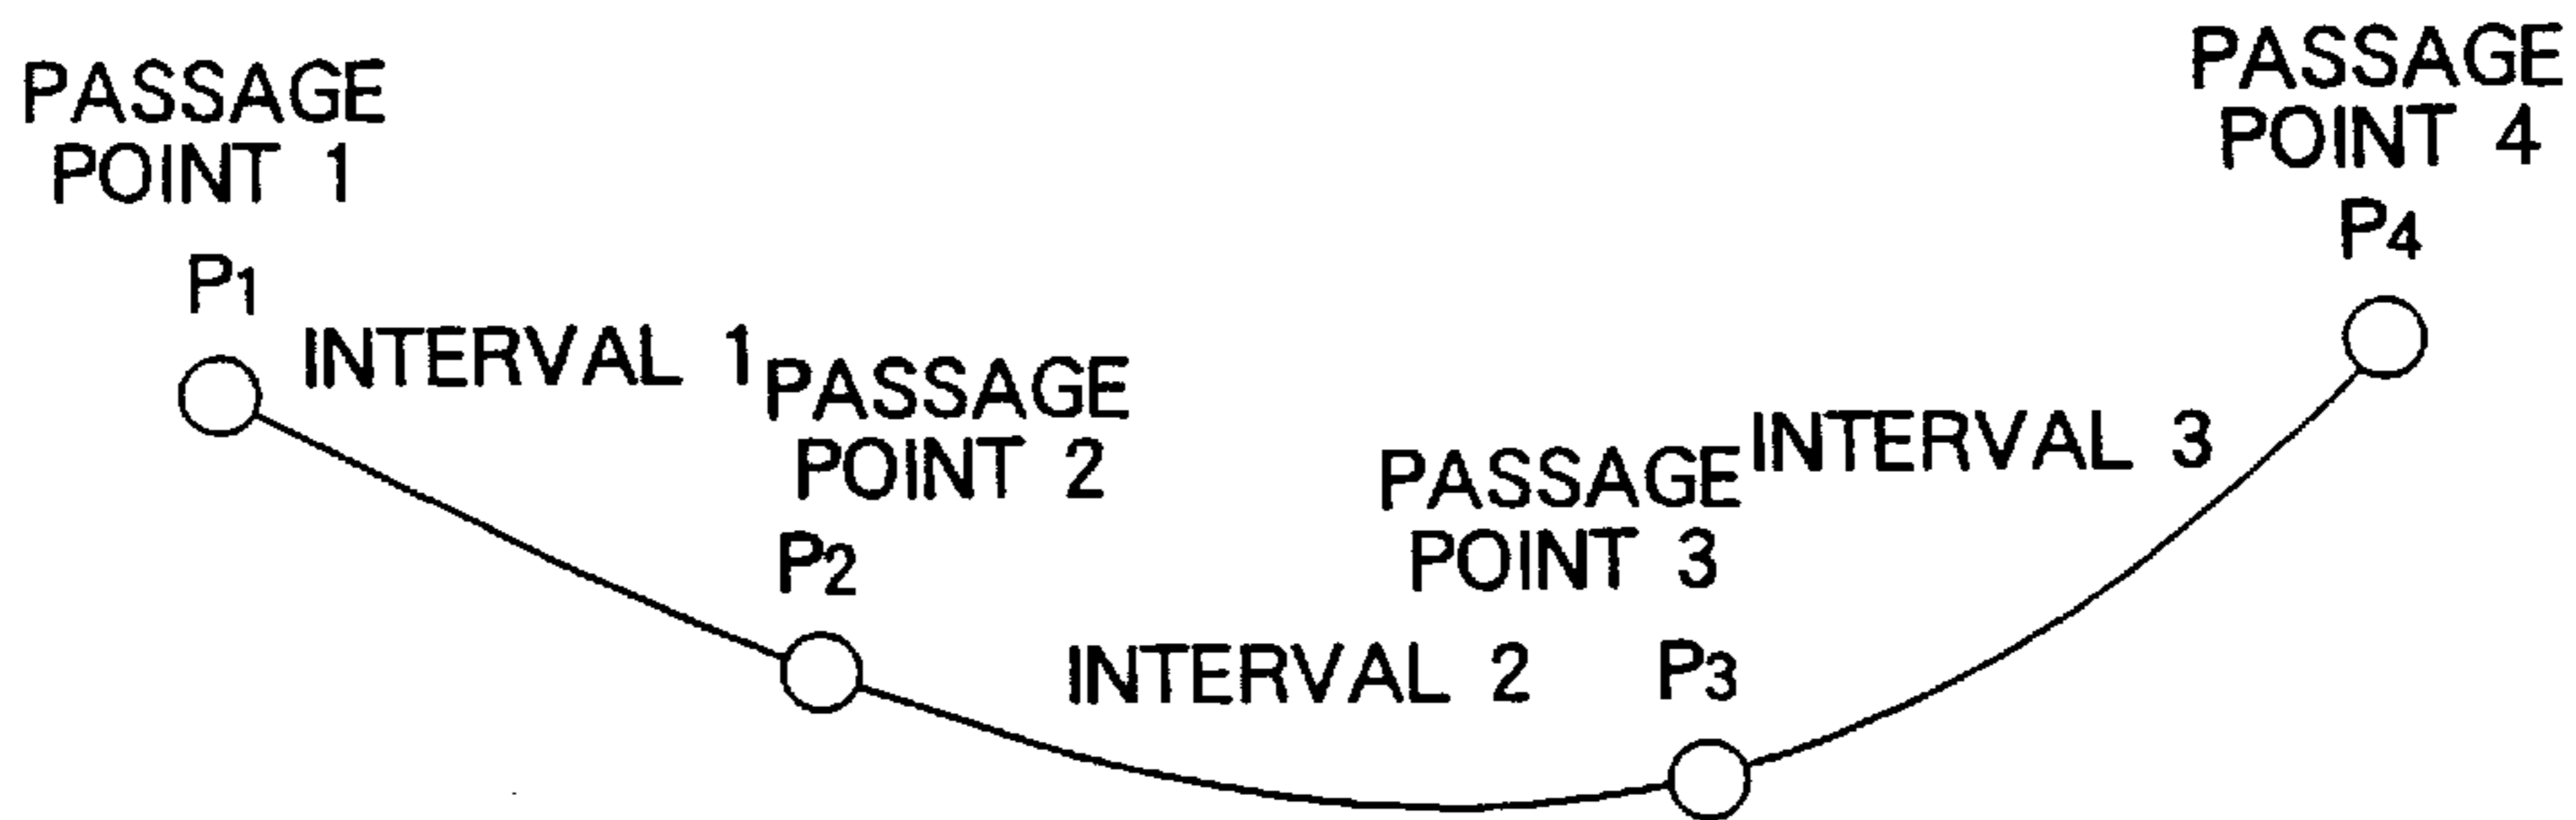 PASSAGE
POINT 1
P1
INTERVAL 1
PASSAGE
POINT 2
P2
INTERVAL 2
PASSAGE
POINT 3
P3
INTERVAL 3
PASSAGE
POINT 4
P4